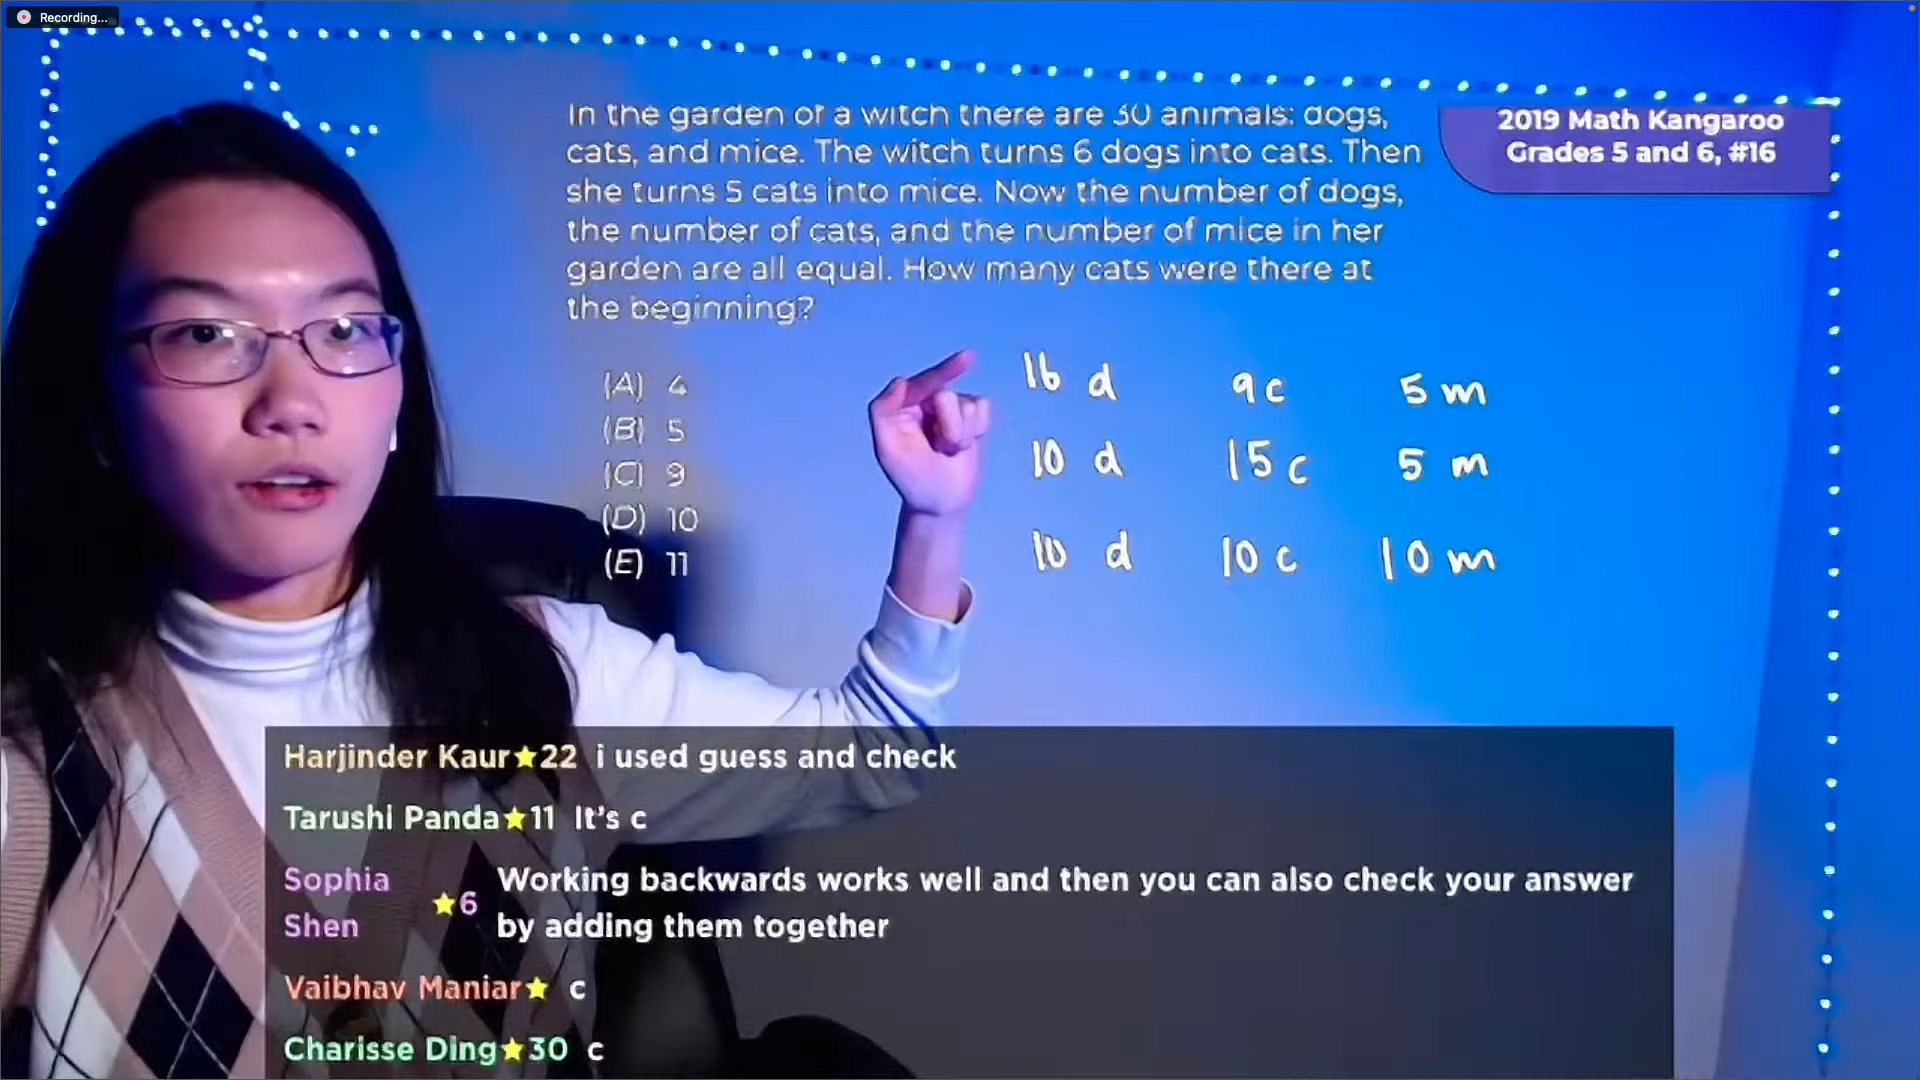 Recording...
In the garden of a witch there are 30 animals: dogs,
cats, and mice. The witch turns 6 dogs into cats. Then
she turns 5 cats into mice. Now the number of dogs,
the number of cats, and the number of mice in her
garden are all equal. How many cats were there at
the beginning?
2019 Math Kangaroo
Grades 5 and 6, #16
(A) 4
(B) 5
(C) 9
(D) 10
(E) 11
16 d 9 c 5 m
10 d 15 c 5 m
10 d 10 c 10 m
Harjinder Kaur★22 i used guess and check
Tarushi Panda★11 It's c
Sophia Shen ★6 Working backwards works well and then you can also check your answer
by adding them together
Vaibhav Maniar★ c
Charisse Ding★30 c